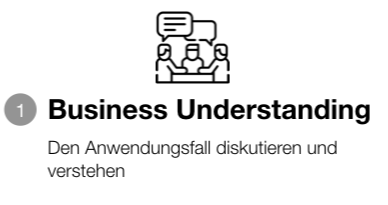 1 Business Understanding
Den Anwendungsfall diskutieren und
verstehen